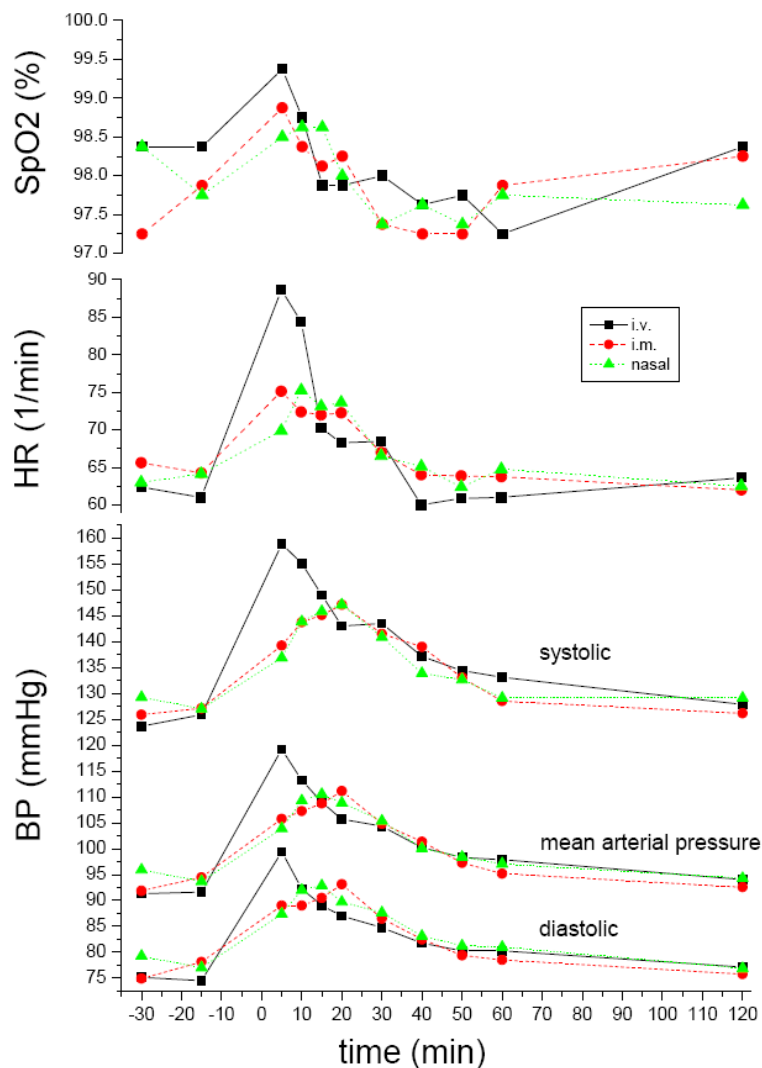 100.0
99.5
99.0
98.5
98.0
97.5
97.0
SpO2 (%)
90
85
80
75
70
65
60
HR (1/min)
i.v.
i.m.
nasal
160
155
150
145
140
135
130
125
120
115
110
105
100
95
90
85
80
75
BP (mmHg)
systolic
mean arterial pressure
diastolic
-30 -20 -10 0 10 20 30 40 50 60 70 80 90 100 110 120
time (min)